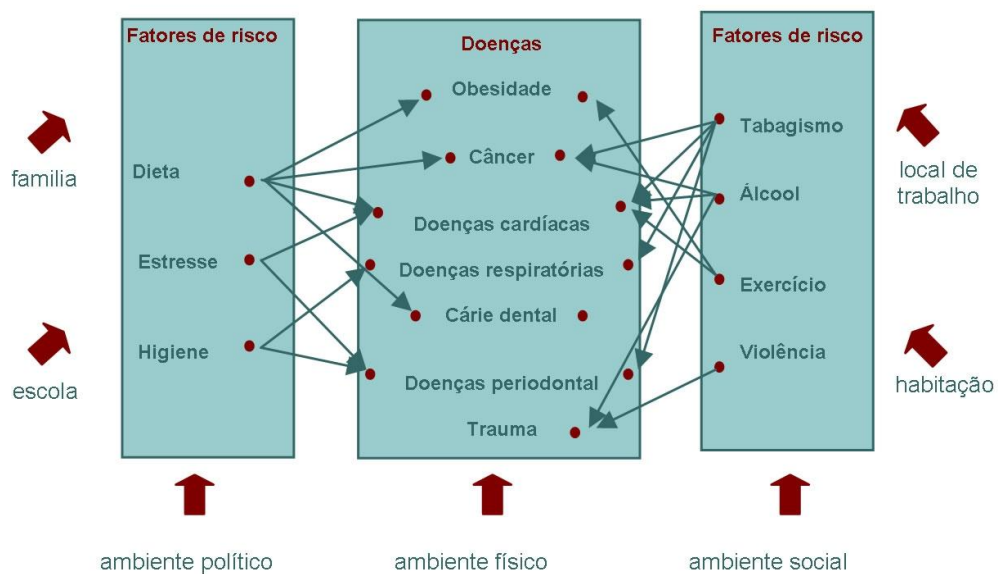 Fatores de risco
Doenças
Fatores de risco
Obesidade
Tabagismo
familia
Dieta
Câncer
local de
trabalho
Álcool
Doenças cardíacas
Estresse
Doenças respiratórias
Exercício
Cárie dental
escola
Higiene
Violência
habitação
Doenças periodontal
Trauma
ambiente político
ambiente físico
ambiente social